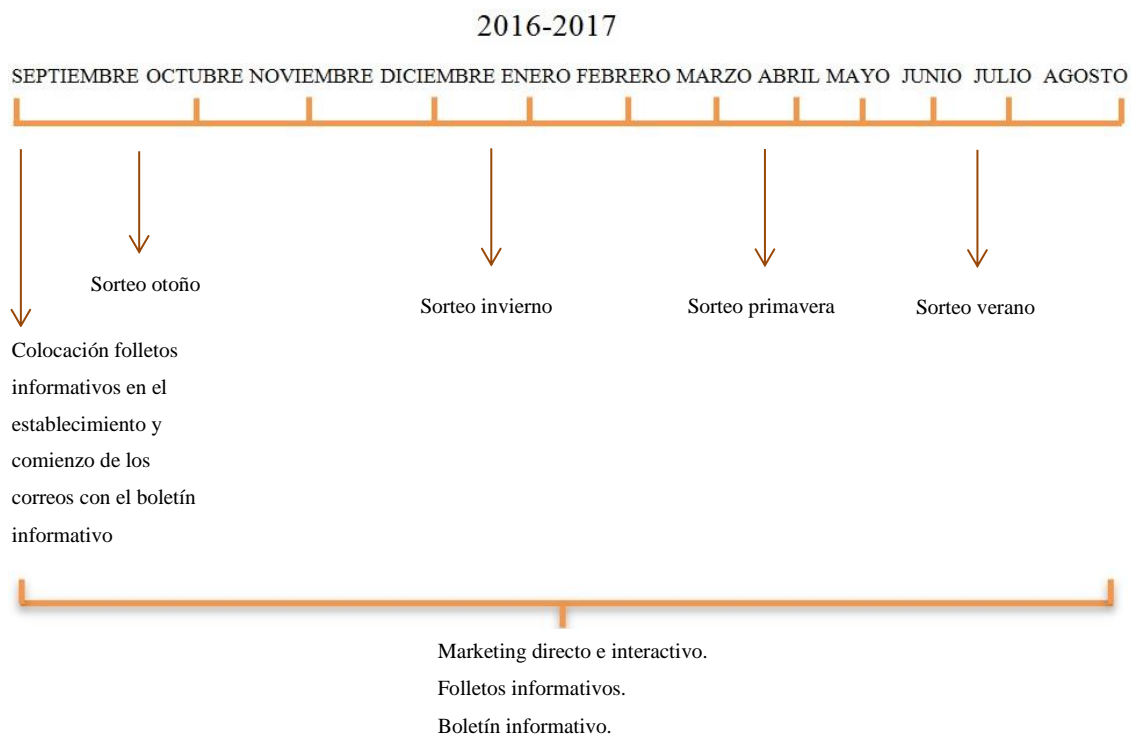 2016-2017
SEPTIEMBRE OCTUBRE NOVIEMBRE DICIEMBRE ENERO FEBRERO MARZO ABRIL MAYO JUNIO JULIO AGOSTO
Sorteo otoño
Sorteo invierno
Sorteo primavera
Sorteo verano
Colocación folletos
informativos en el
establecimiento y
comienzo de los
correos con el boletín
informativo
Marketing directo e interactivo.
Folletos informativos.
Boletín informativo.